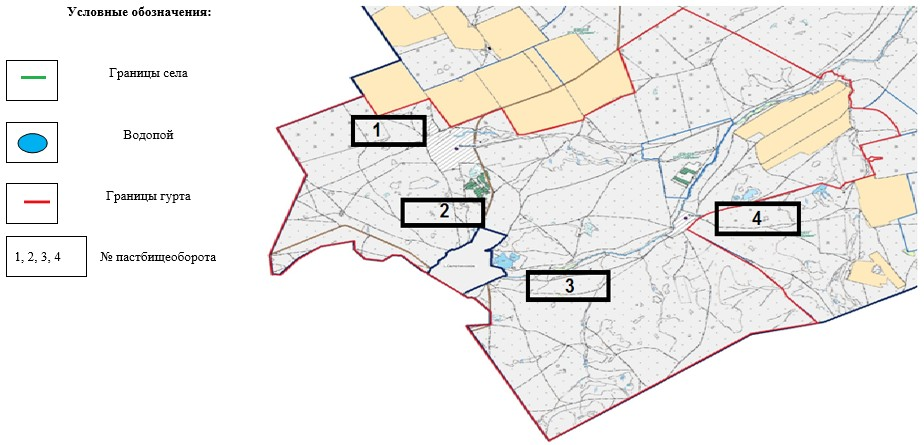 Условные обозначения:
Границы села
Водопой
Границы гурта
1, 2, 3, 4 № пастбищеоборота
1
2
3
4